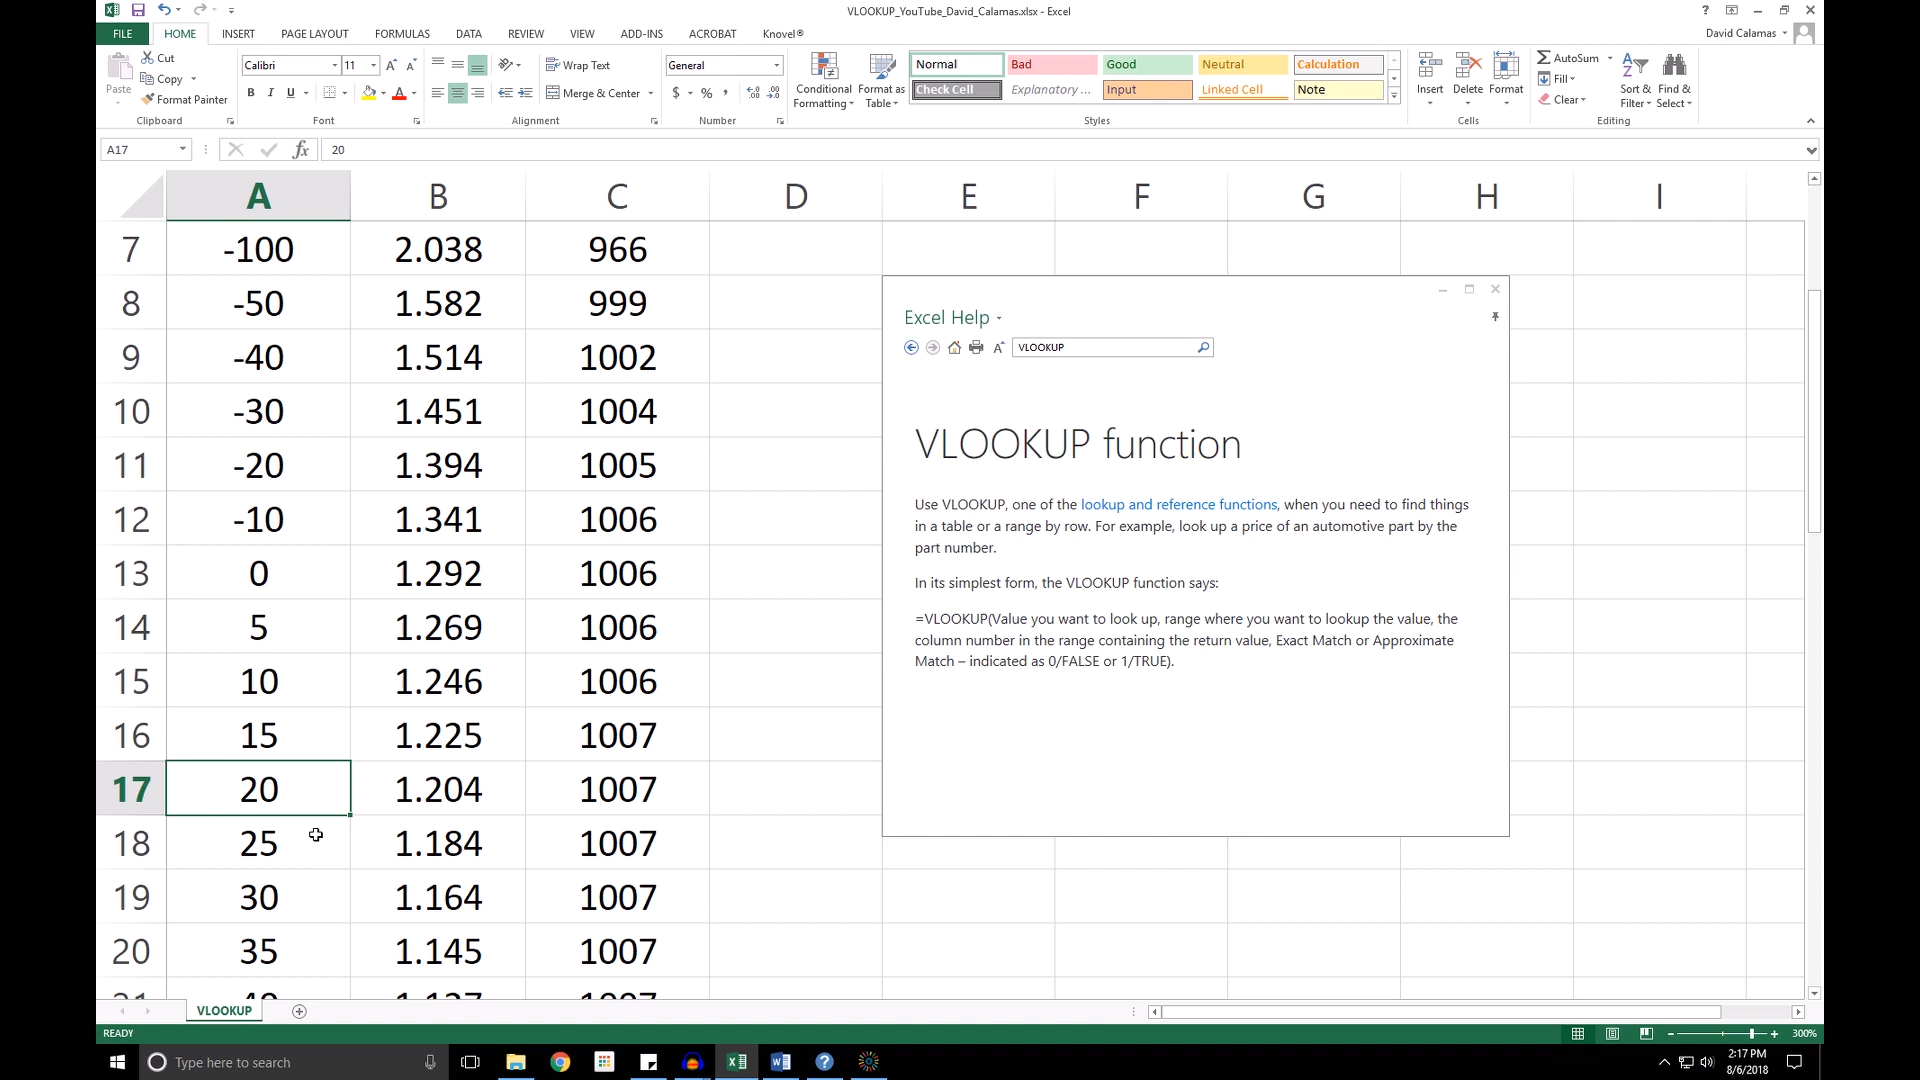 VLOOKUP_YouTube_David_Calamas.xlsx - Excel
FILE HOME INSERT PAGE LAYOUT FORMULAS DATA REVIEW VIEW ADD-INS ACROBAT Knovel® David Calamas
Paste
Cut
Copy
Format Painter
Clipboard
Calibri 11
B I U
Font
Wrap Text
Merge & Center
Alignment
General
$ % ,
Number
Conditional Formatting
Format as Table
Normal Bad Good Neutral Calculation
Check Cell Explanatory ... Input Linked Cell Note
Styles
Insert Delete Format
Cells
AutoSum
Fill
Clear
Sort & Filter
Find & Select
Editing
A17 fx 20
A B C D E F G H I
7 -100 2.038 966
8 -50 1.582 999
9 -40 1.514 1002
10 -30 1.451 1004
11 -20 1.394 1005
12 -10 1.341 1006
13 0 1.292 1006
14 5 1.269 1006
15 10 1.246 1006
16 15 1.225 1007
17 20 1.204 1007
18 25 1.184 1007
19 30 1.164 1007
20 35 1.145 1007
Excel Help
VLOOKUP
VLOOKUP function
Use VLOOKUP, one of the lookup and reference functions, when you need to find things
in a table or a range by row. For example, look up a price of an automotive part by the
part number.
In its simplest form, the VLOOKUP function says:
=VLOOKUP(Value you want to look up, range where you want to lookup the value, the
column number in the range containing the return value, Exact Match or Approximate
Match – indicated as 0/FALSE or 1/TRUE).
VLOOKUP
READY 300%
Type here to search
2:17 PM
8/6/2018